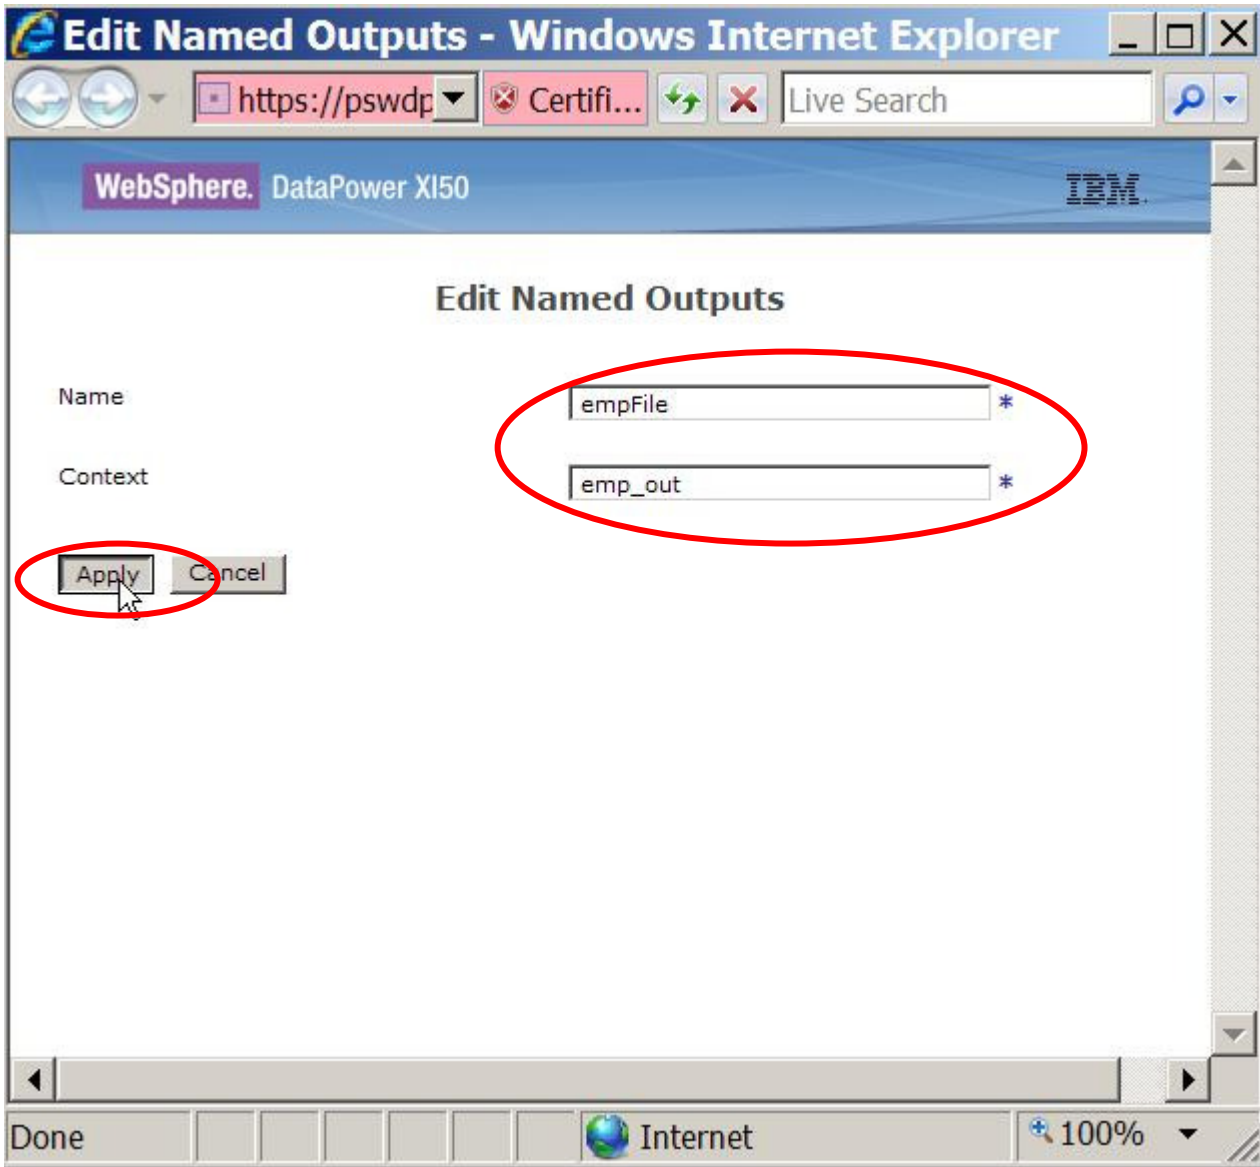 Edit Named Outputs - Windows Internet Explorer
https://pswdp Certifi... Live Search
WebSphere. DataPower XI50 IBM.
Edit Named Outputs
Name empFile *
Context emp_out *
Apply Cancel
Done Internet 100%